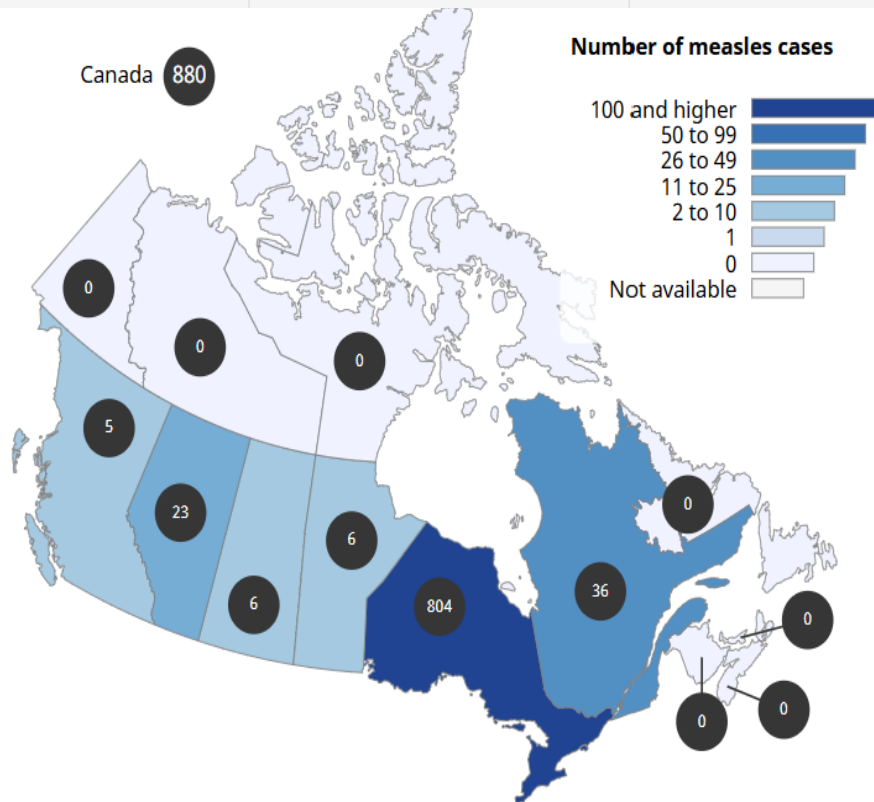 Number of measles cases
Canada 880
100 and higher
50 to 99
26 to 49
11 to 25
2 to 10
1
0
Not available
0
0
0
5
23
6
6
804
36
0
0
0
0